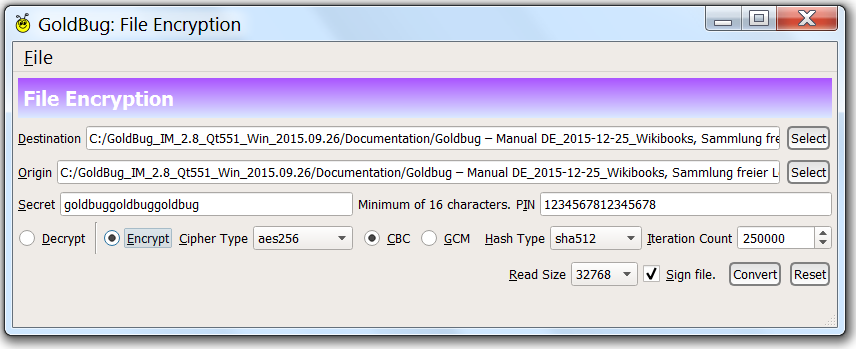 GoldBug: File Encryption
File
File Encryption
Destination C:/GoldBug_IM_2.8_Qt551_Win_2015.09.26/Documentation/Goldbug – Manual DE_2015-12-25_Wikibooks, Sammlung fre Select
Origin C:/GoldBug_IM_2.8_Qt551_Win_2015.09.26/Documentation/Goldbug – Manual DE_2015-12-25_Wikibooks, Sammlung freier L Select
Secret goldbuggoldbuggoldbug Minimum of 16 characters. PIN 1234567812345678
Decrypt Encrypt Cipher Type aes256 CBC GCM Hash Type sha512 Iteration Count 250000
Read Size 32768 Sign file. Convert Reset